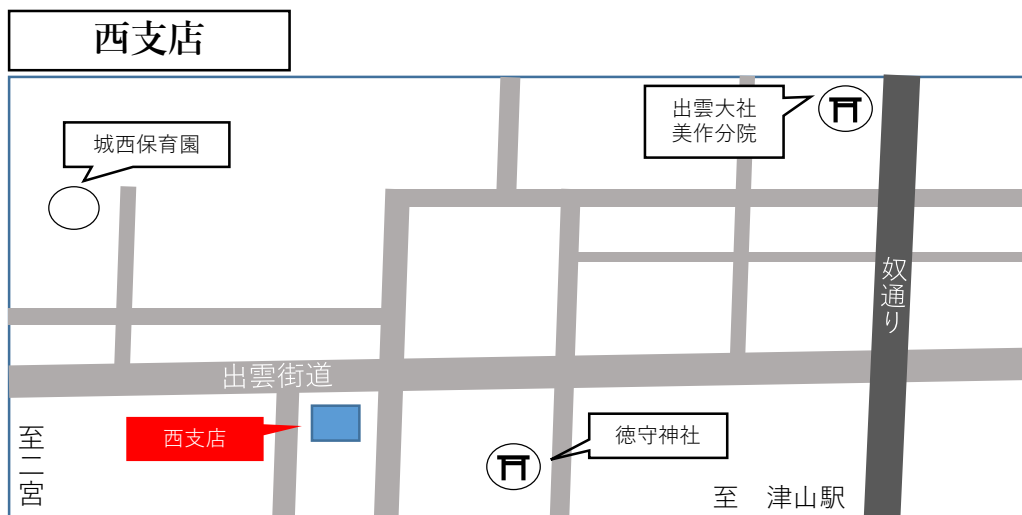 西支店
出雲大社
美作分院
城西保育園
奴通り
出雲街道
西支店
徳守神社
至二宮
至　津山駅